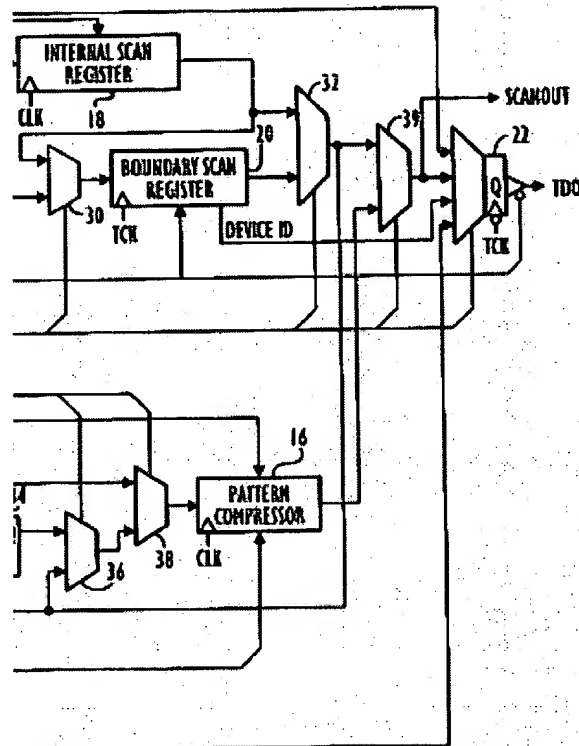 INTERNAL SCAN
REGISTER
CLK
18
32
39
SCANOUT
20
22
BOUNDARY SCAN
REGISTER
30
TCK
DEVICE ID
Q
TDO
TCK
16
PATTERN
COMPRESSOR
38
CLK
36